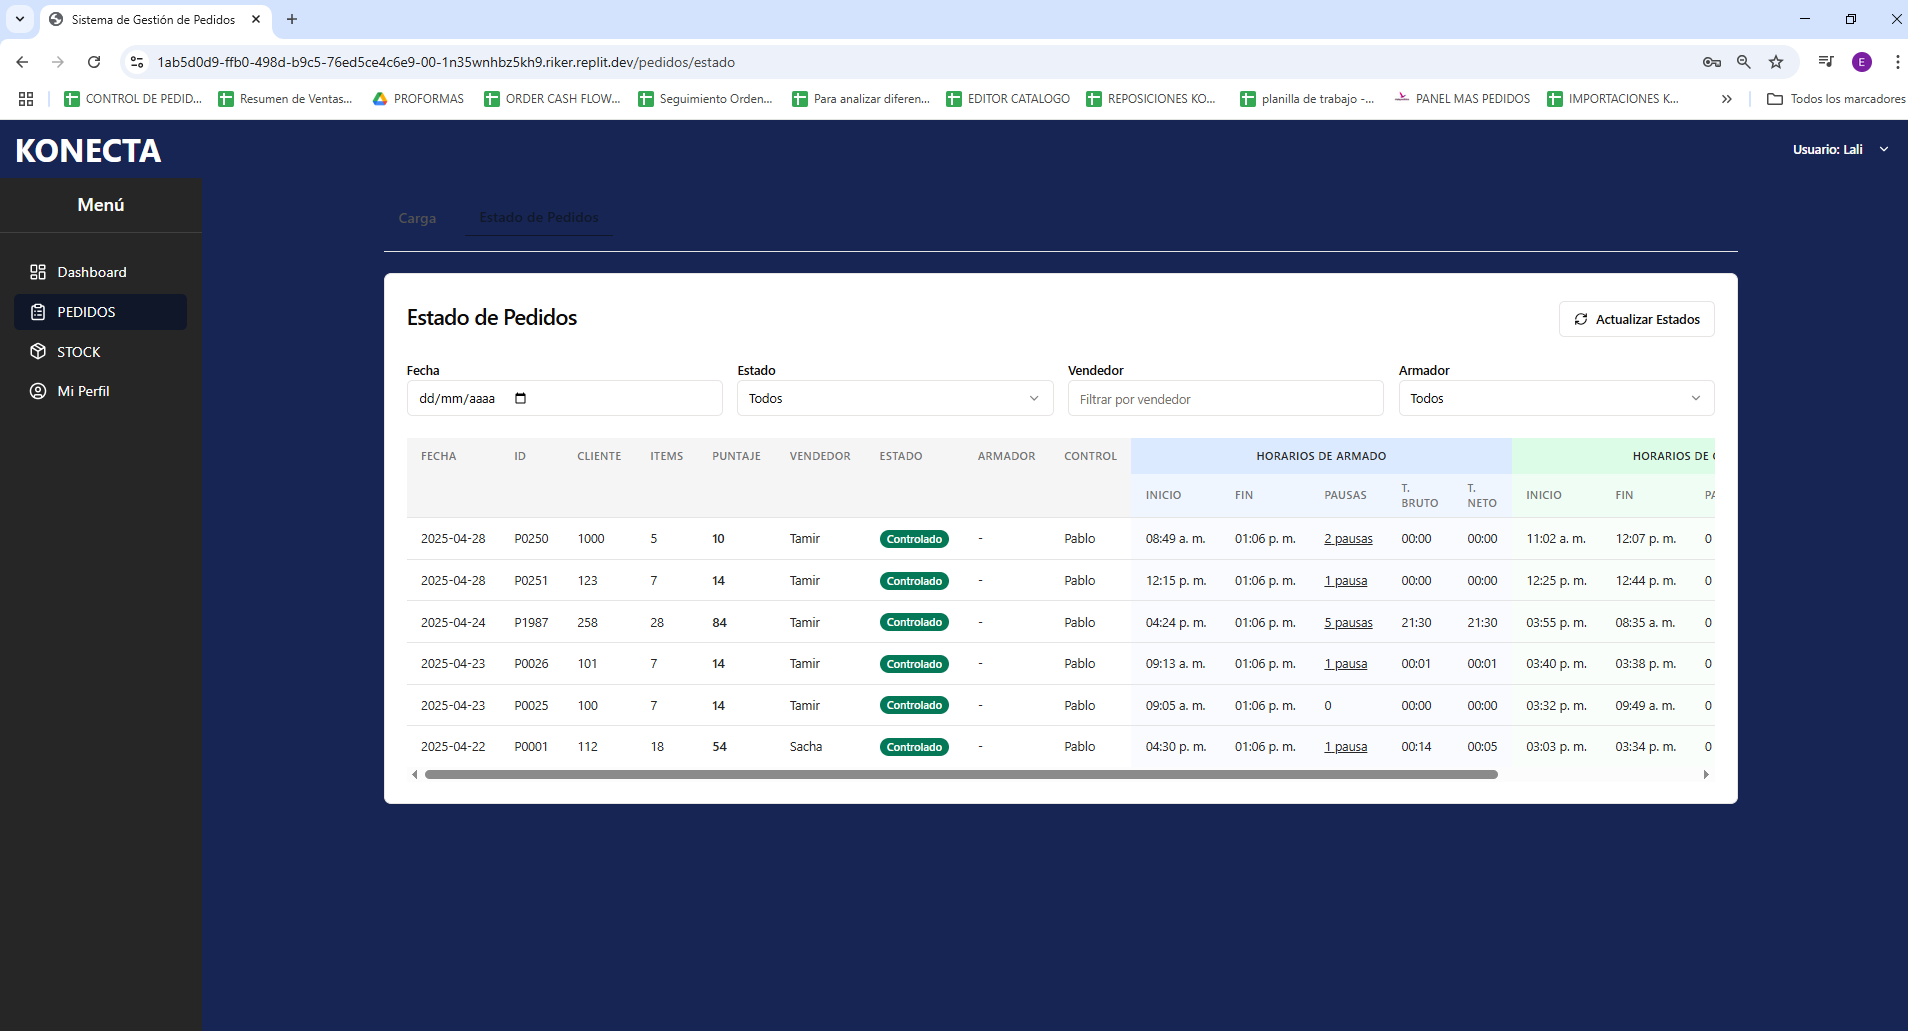 Sistema de Gestión de Pedidos
1ab5d0d9-ffb0-498d-b9c5-76ed5ce4c6e9-00-1n35wnhbz5kh9.riker.replit.dev/pedidos/estado
E
CONTROL DE PEDID... Resumen de Ventas... PROFORMAS ORDER CASH FLOW... Seguimiento Orden... Para analizar diferen... EDITOR CATALOGO REPOSICIONES KO... planilla de trabajo -... PANEL MAS PEDIDOS IMPORTACIONES K... » Todos los marcadores
KONECTA
Usuario: Lali
Menú
Dashboard
PEDIDOS
STOCK
Mi Perfil
Carga Estado de Pedidos
Estado de Pedidos
Actualizar Estados
Fecha Estado Vendedor Armador
dd/mm/aaaa Todos Filtrar por vendedor Todos
FECHA ID CLIENTE ITEMS PUNTAJE VENDEDOR ESTADO ARMADOR CONTROL HORARIOS DE ARMADO HORARIOS DE
INICIO FIN PAUSAS T. BRUTO T. NETO INICIO FIN PA
2025-04-28 P0250 1000 5 10 Tamir Controlado - Pablo 08:49 a. m. 01:06 p. m. 2 pausas 00:00 00:00 11:02 a. m. 12:07 p. m. 0
2025-04-28 P0251 123 7 14 Tamir Controlado - Pablo 12:15 p. m. 01:06 p. m. 1 pausa 00:00 00:00 12:25 p. m. 12:44 p. m. 0
2025-04-24 P1987 258 28 84 Tamir Controlado - Pablo 04:24 p. m. 01:06 p. m. 5 pausas 21:30 21:30 03:55 p. m. 08:35 a. m. 0
2025-04-23 P0026 101 7 14 Tamir Controlado - Pablo 09:13 a. m. 01:06 p. m. 1 pausa 00:01 00:01 03:40 p. m. 03:38 p. m. 0
2025-04-23 P0025 100 7 14 Tamir Controlado - Pablo 09:05 a. m. 01:06 p. m. 0 00:00 00:00 03:32 p. m. 09:49 a. m. 0
2025-04-22 P0001 112 18 54 Sacha Controlado - Pablo 04:30 p. m. 01:06 p. m. 1 pausa 00:14 00:05 03:03 p. m. 03:34 p. m. 0